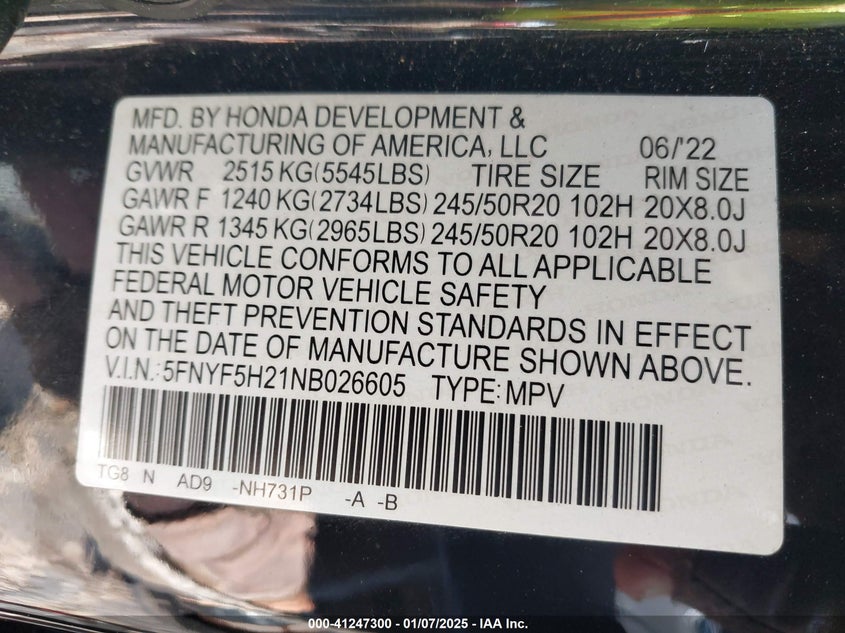 MFD. BY HONDA DEVELOPMENT &
MANUFACTURING OF AMERICA, LLC 06/'22
GVWR 2515 KG(5545LBS) TIRE SIZE RIM SIZE
GAWR F 1240 KG(2734LBS) 245/50R20 102H 20X8.0J
GAWR R 1345 KG(2965LBS) 245/50R20 102H 20X8.0J
THIS VEHICLE CONFORMS TO ALL APPLICABLE
FEDERAL MOTOR VEHICLE SAFETY
AND THEFT PREVENTION STANDARDS IN EFFECT
ON THE DATE OF MANUFACTURE SHOWN ABOVE.
V.I.N.: 5FNYF5H21NB026605 TYPE: MPV
TG8 N AD9 -NH731P -A -B
000-41247300 - 01/07/2025 - IAA Inc.